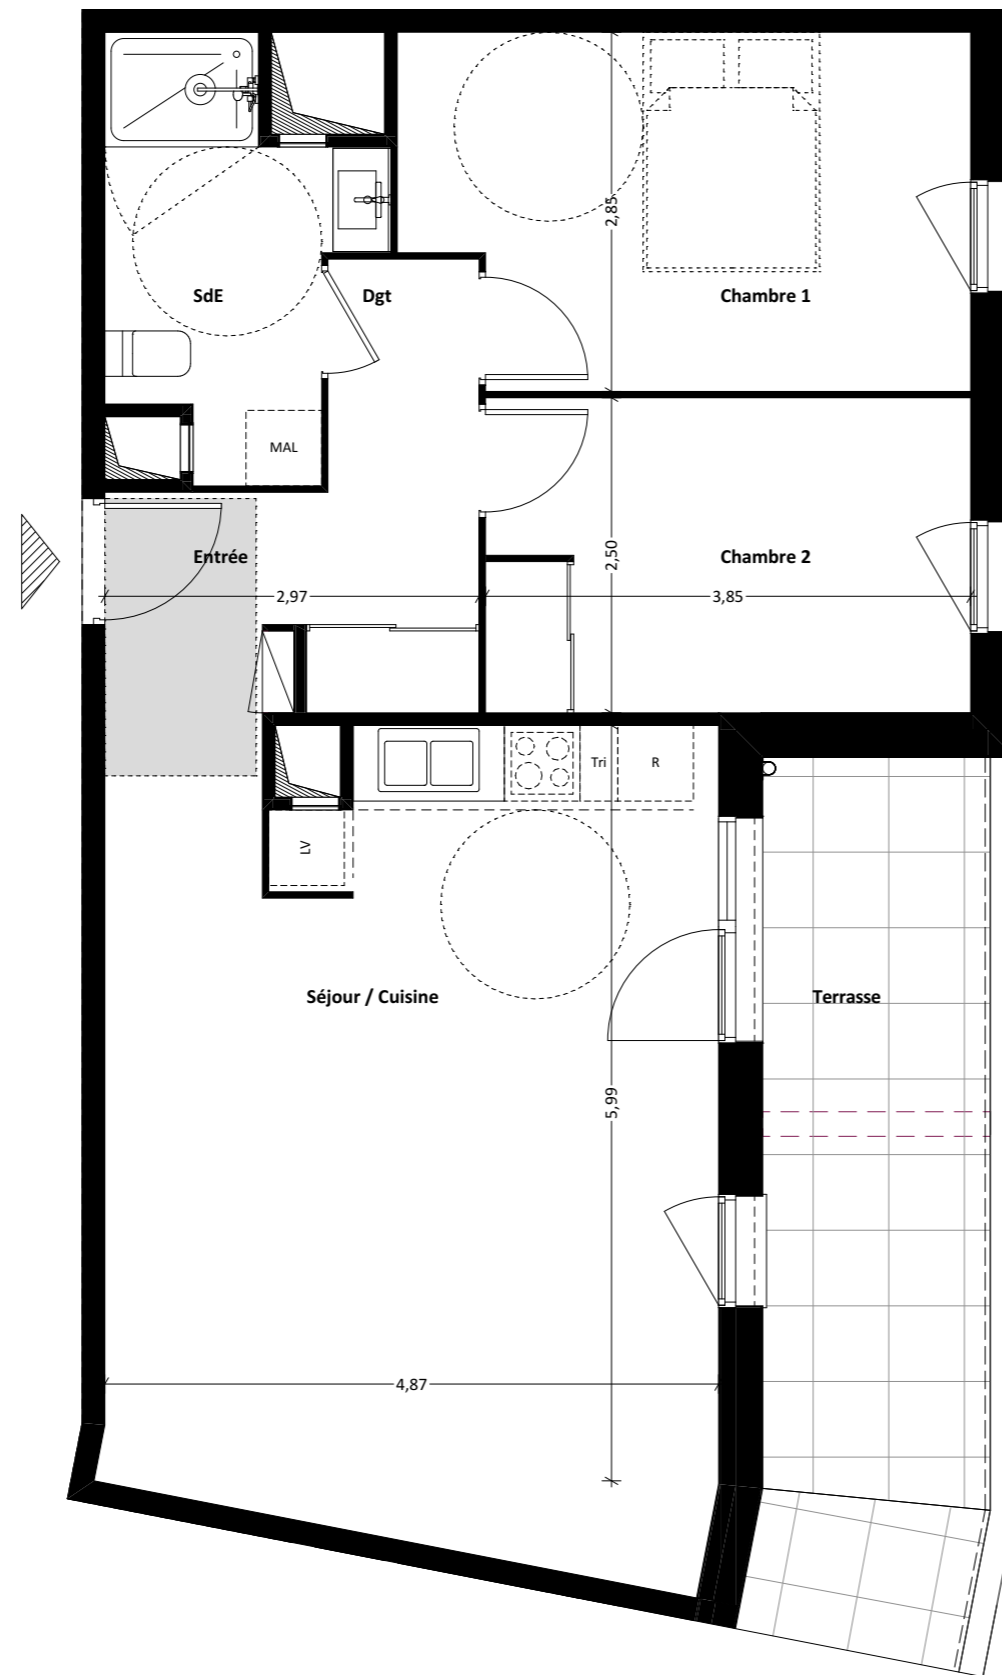 2,85
SdE
Dgt
Chambre 1
MAL
Entrée
2,50
Chambre 2
2,97
3,85
Tri
R
LV
Séjour / Cuisine
Terrasse
5,99
4,87